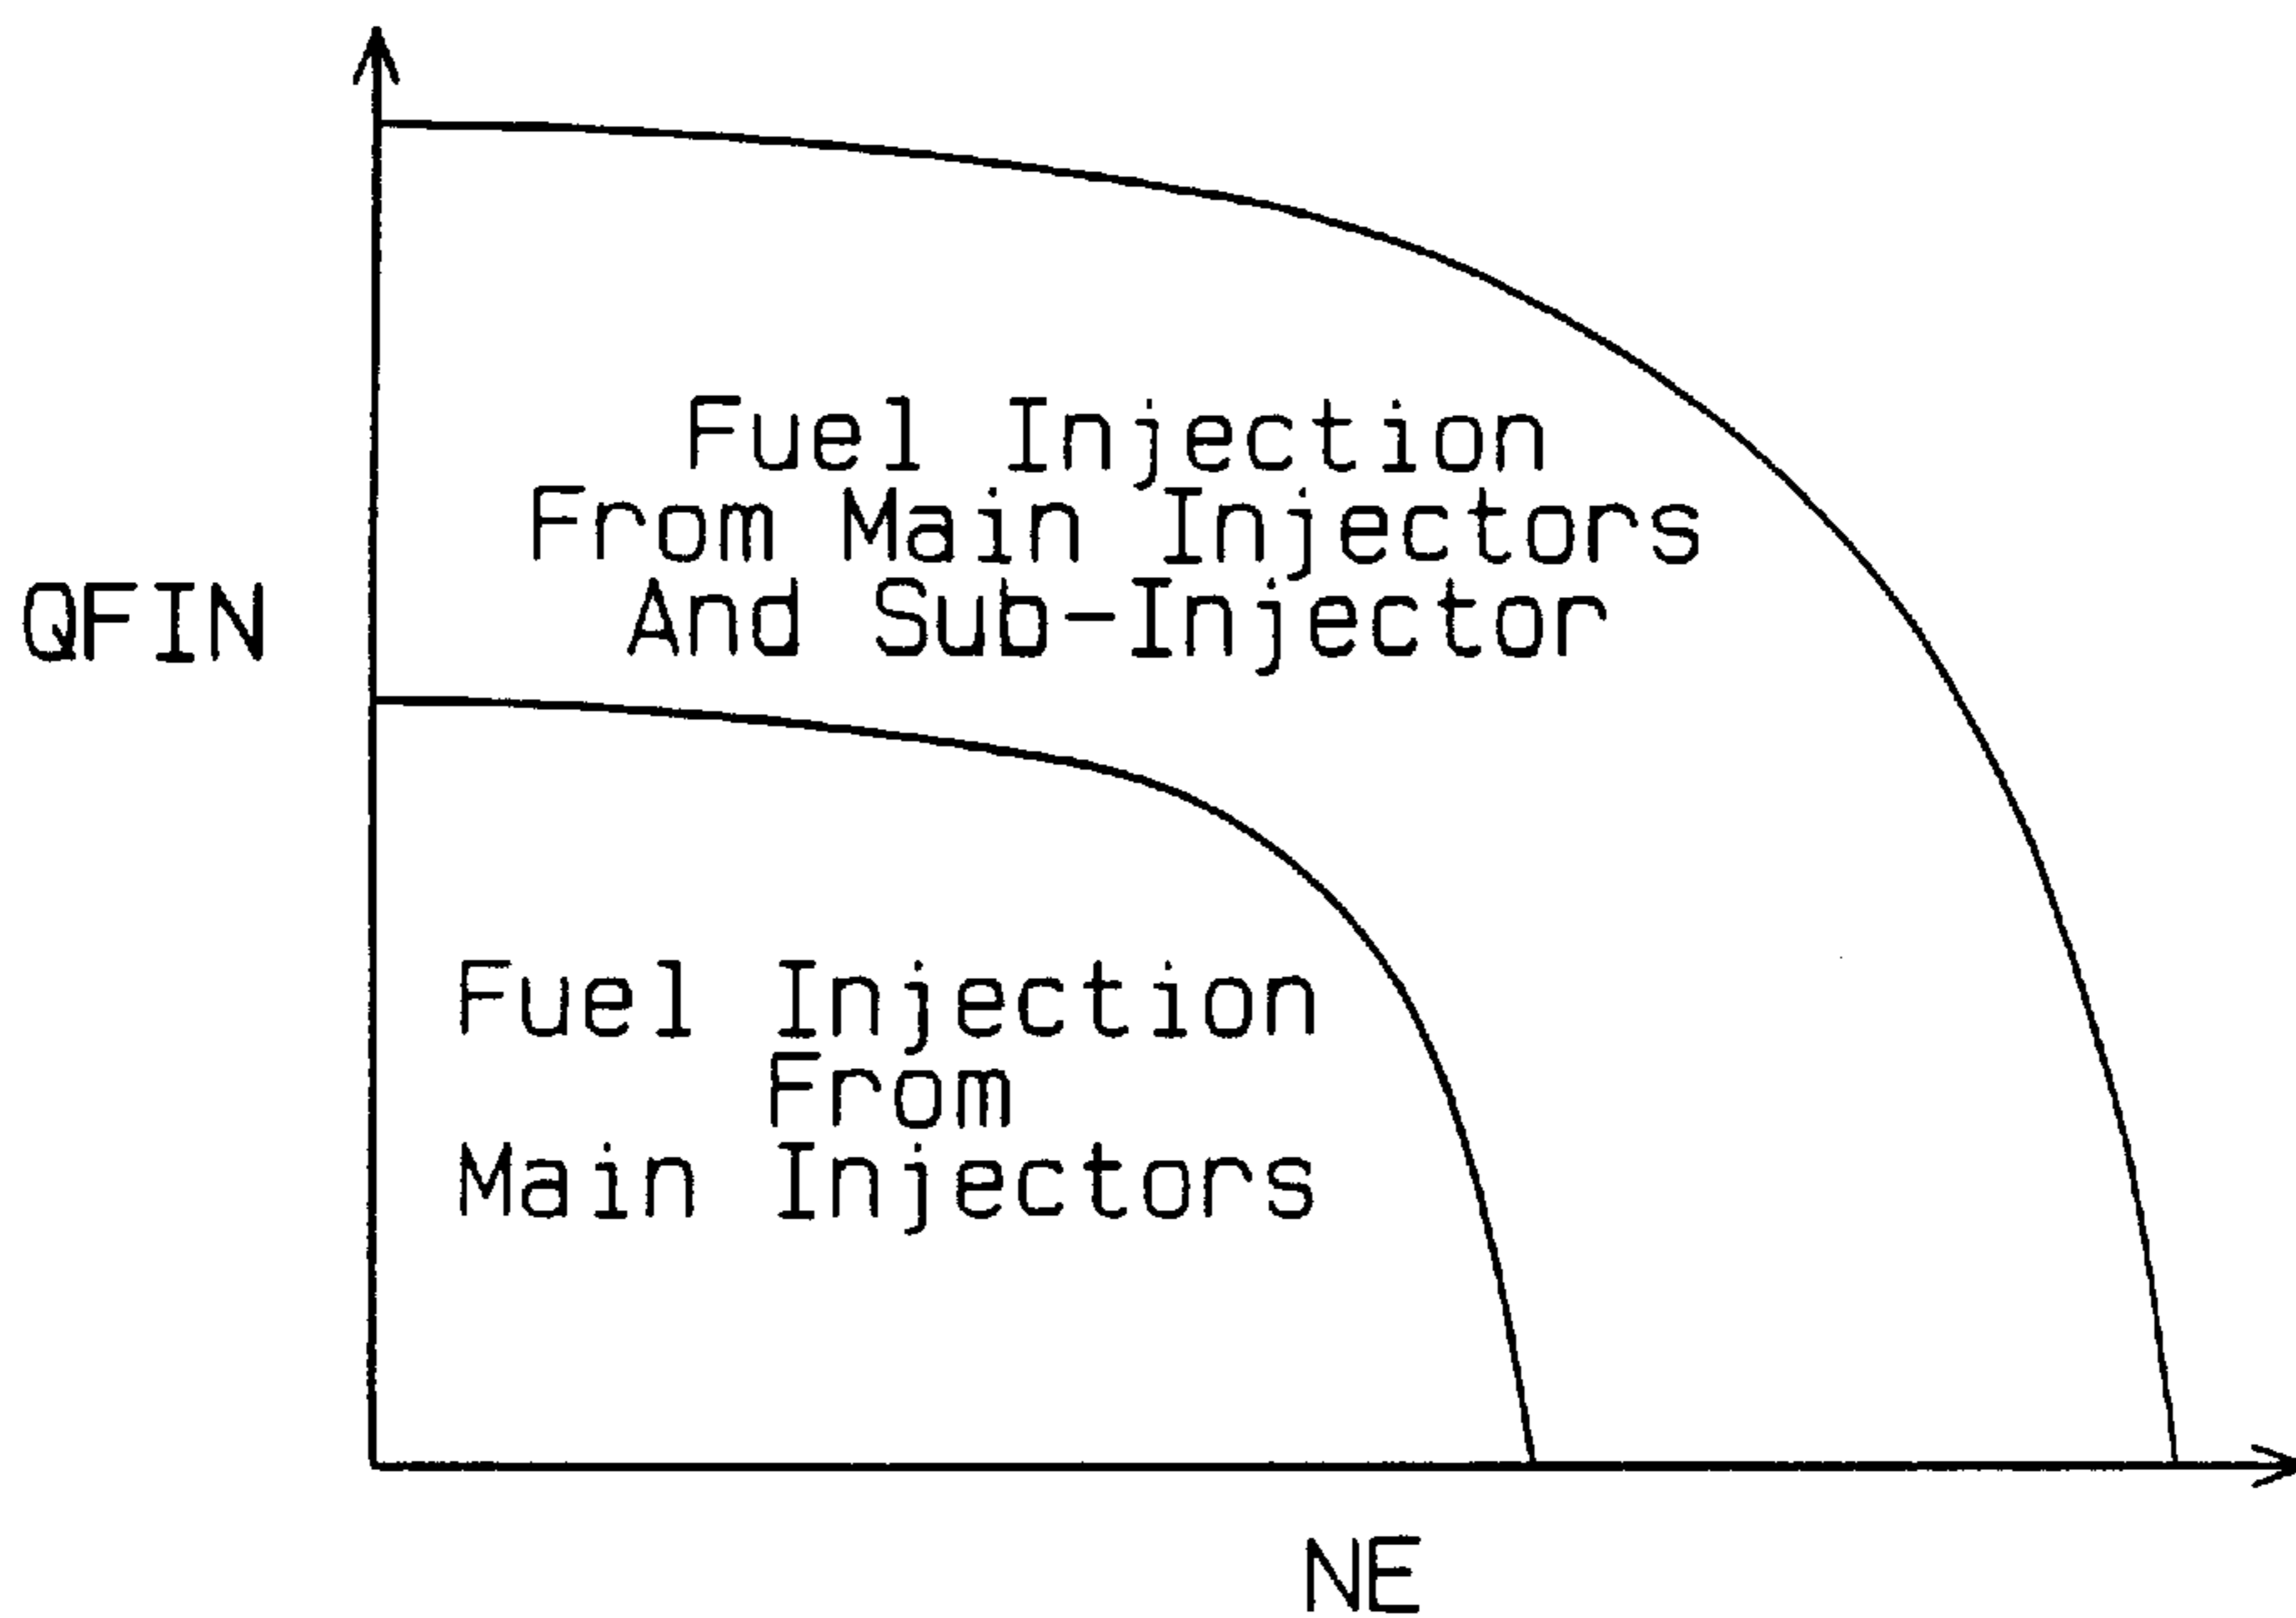 Fuel Injection
From Main Injectors
And Sub-Injector
QFIN
Fuel Injection
From
Main Injectors
NE